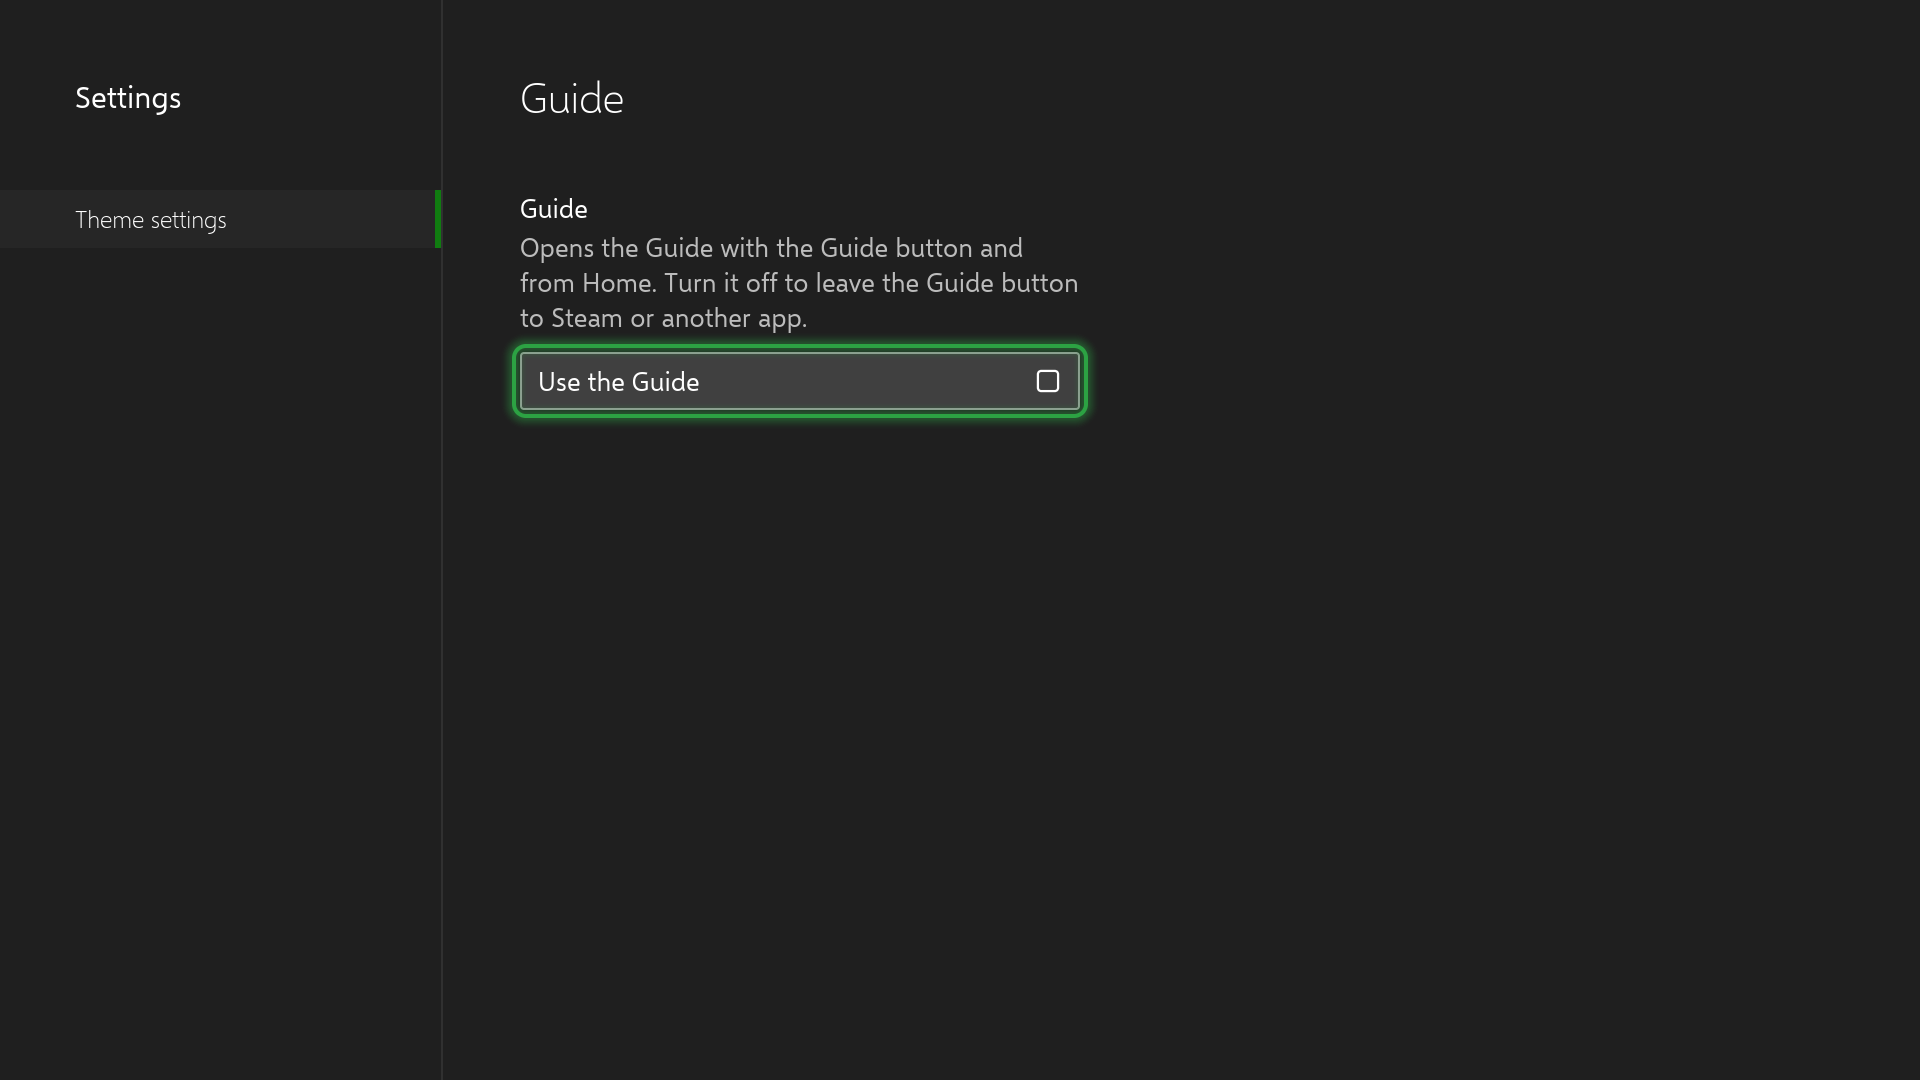 Settings
Theme settings
Guide
Guide
Opens the Guide with the Guide button and
from Home. Turn it off to leave the Guide button
to Steam or another app.
Use the Guide